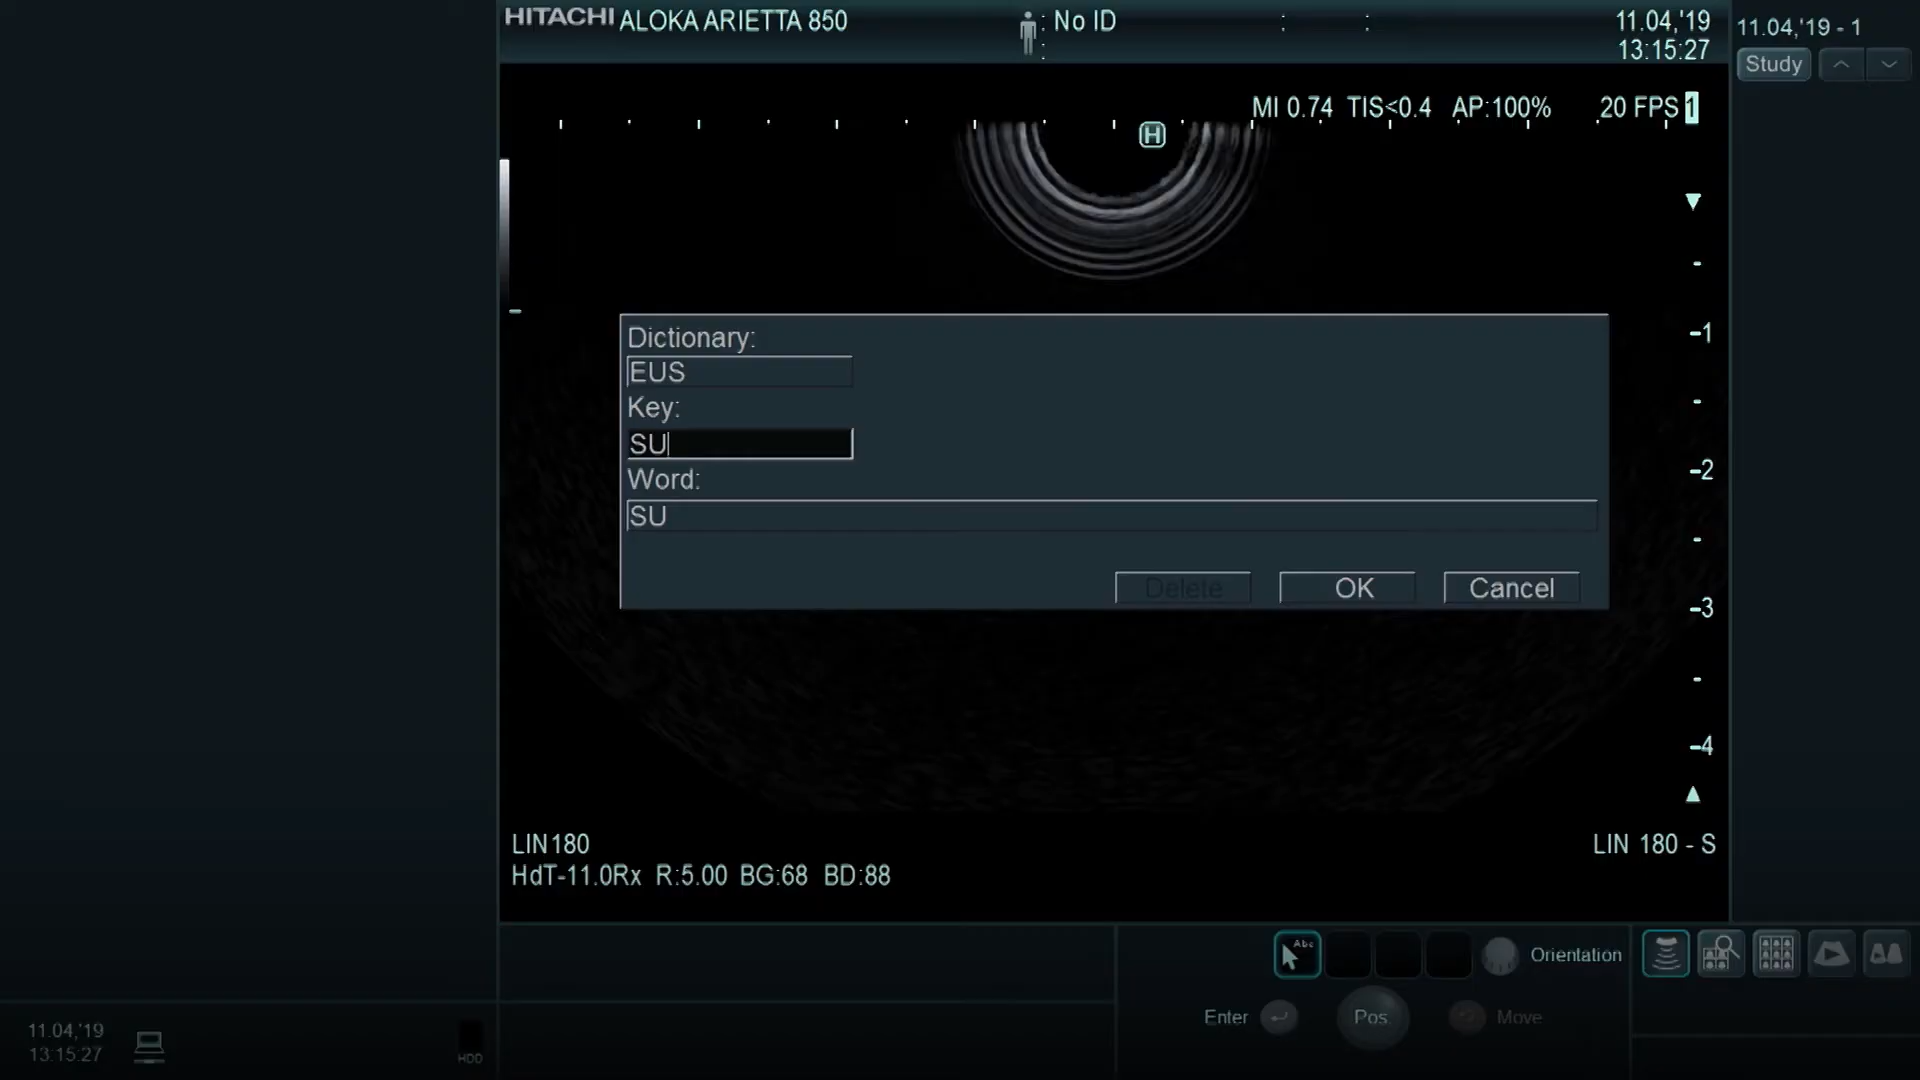 HITACHI ALOKA ARIETTA 850
: No ID : :
:
11.04,'19
13:15:27
11.04,'19 - 1
Study
MI 0.74 TIS<0.4 AP:100% 20 FPS 1
H
Dictionary:
EUS
Key:
SU
Word:
SU
Delete OK Cancel
-1
-2
-3
-4
LIN180
HdT-11.0Rx R:5.00 BG:68 BD:88
LIN 180 - S
Abc
Orientation
Enter Pos. Move
11.04,'19
13:15:27
HDD